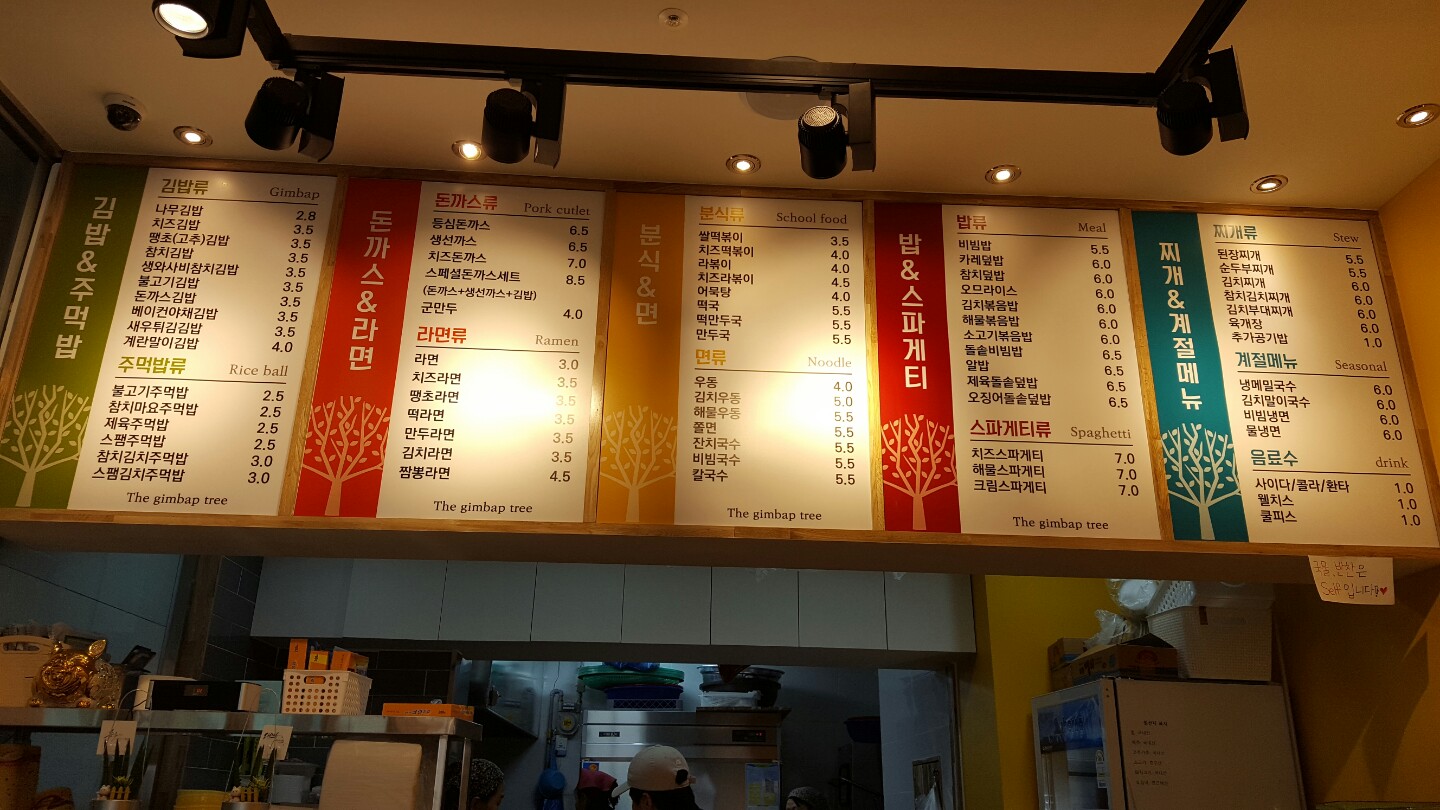 김밥&주먹밥
김밥류 Gimbap
나무김밥 2.8
치즈김밥 3.5
땡초(고추)김밥 3.5
참치김밥 3.5
생와사비참치김밥 3.5
불고기김밥 3.5
돈까스김밥 3.5
베이컨야채김밥 3.5
새우튀김김밥 3.5
계란말이김밥 4.0
주먹밥류 Rice ball
불고기주먹밥 2.5
참치마요주먹밥 2.5
제육주먹밥 2.5
스팸주먹밥 2.5
참치김치주먹밥 3.0
스팸김치주먹밥 3.0
The gimbap tree
돈까스&라면
돈까스류 Pork cutlet
등심돈까스 6.5
생선까스 6.5
치즈돈까스 7.0
스페셜돈까스세트 8.5
(돈까스+생선까스+김밥)
군만두 4.0
라면류 Ramen
라면 3.0
치즈라면 3.5
땡초라면 3.5
떡라면 3.5
만두라면 3.5
김치라면 3.5
짬뽕라면 4.5
The gimbap tree
분식&면
분식류 School food
쌀떡볶이 3.5
치즈떡볶이 4.0
라볶이 4.0
치즈라볶이 4.5
어묵탕 4.0
떡국 5.5
떡만두국 5.5
만두국 5.5
면류 Noodle
우동 4.0
김치우동 5.0
해물우동 5.5
쫄면 5.5
잔치국수 5.5
비빔국수 5.5
칼국수 5.5
The gimbap tree
밥&스파게티
밥류 Meal
비빔밥 5.5
카레덮밥 6.0
참치덮밥 6.0
오므라이스 6.0
김치볶음밥 6.0
해물볶음밥 6.0
소고기볶음밥 6.0
돌솥비빔밥 6.5
알밥 6.5
제육돌솥덮밥 6.5
오징어돌솥덮밥 6.5
스파게티류 Spaghetti
치즈스파게티 7.0
해물스파게티 7.0
크림스파게티 7.0
The gimbap tree
찌개&계절메뉴
찌개류 Stew
된장찌개 5.5
순두부찌개 5.5
김치찌개 6.0
참치김치찌개 6.0
김치부대찌개 6.0
육개장 6.0
추가공기밥 1.0
계절메뉴 Seasonal
냉메밀국수 6.0
김치말이국수 6.0
비빔냉면 6.0
물냉면 6.0
음료수 drink
사이다/콜라/환타 1.0
웰치스 1.0
쿨피스 1.0
국물, 반찬은
Self 입니다!♥